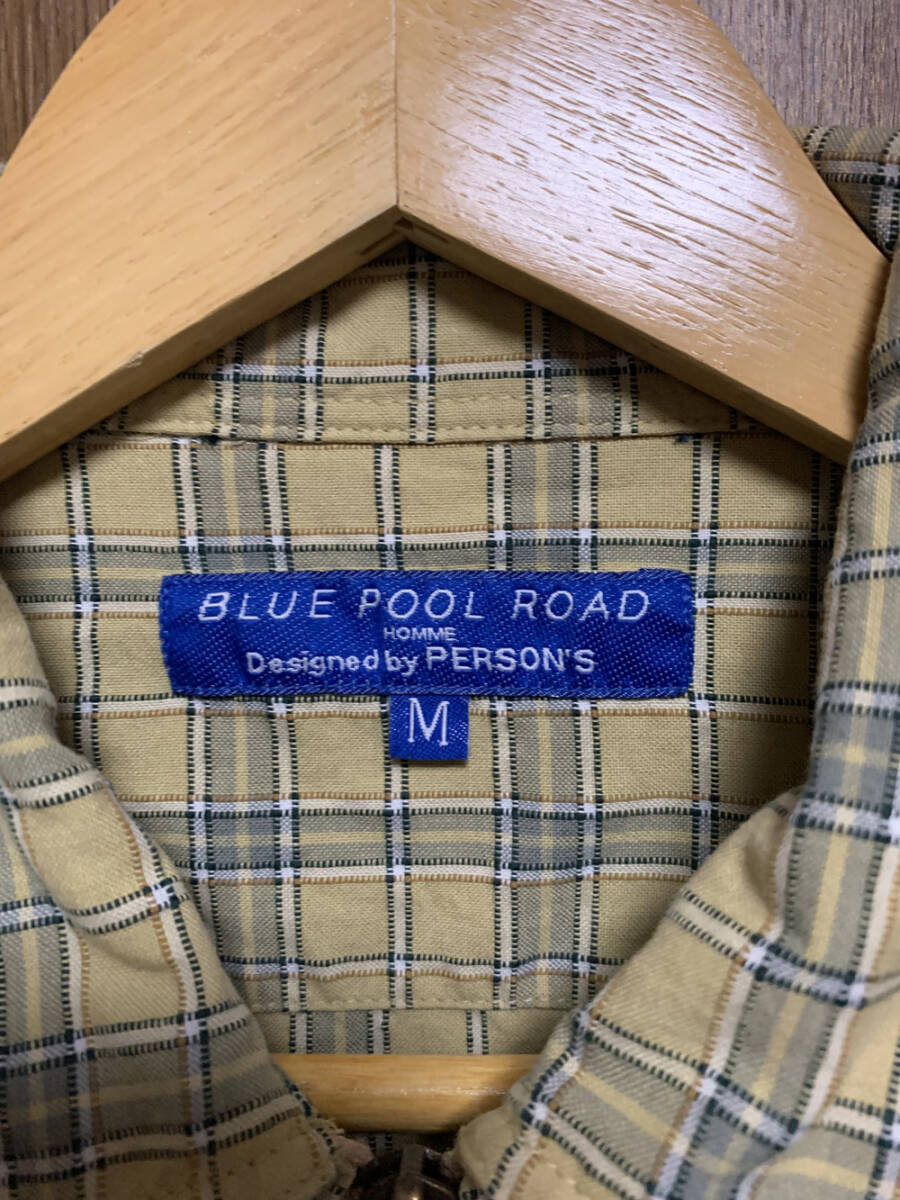 BLUE POOL ROAD
HOMME
Designed by PERSON'S
M